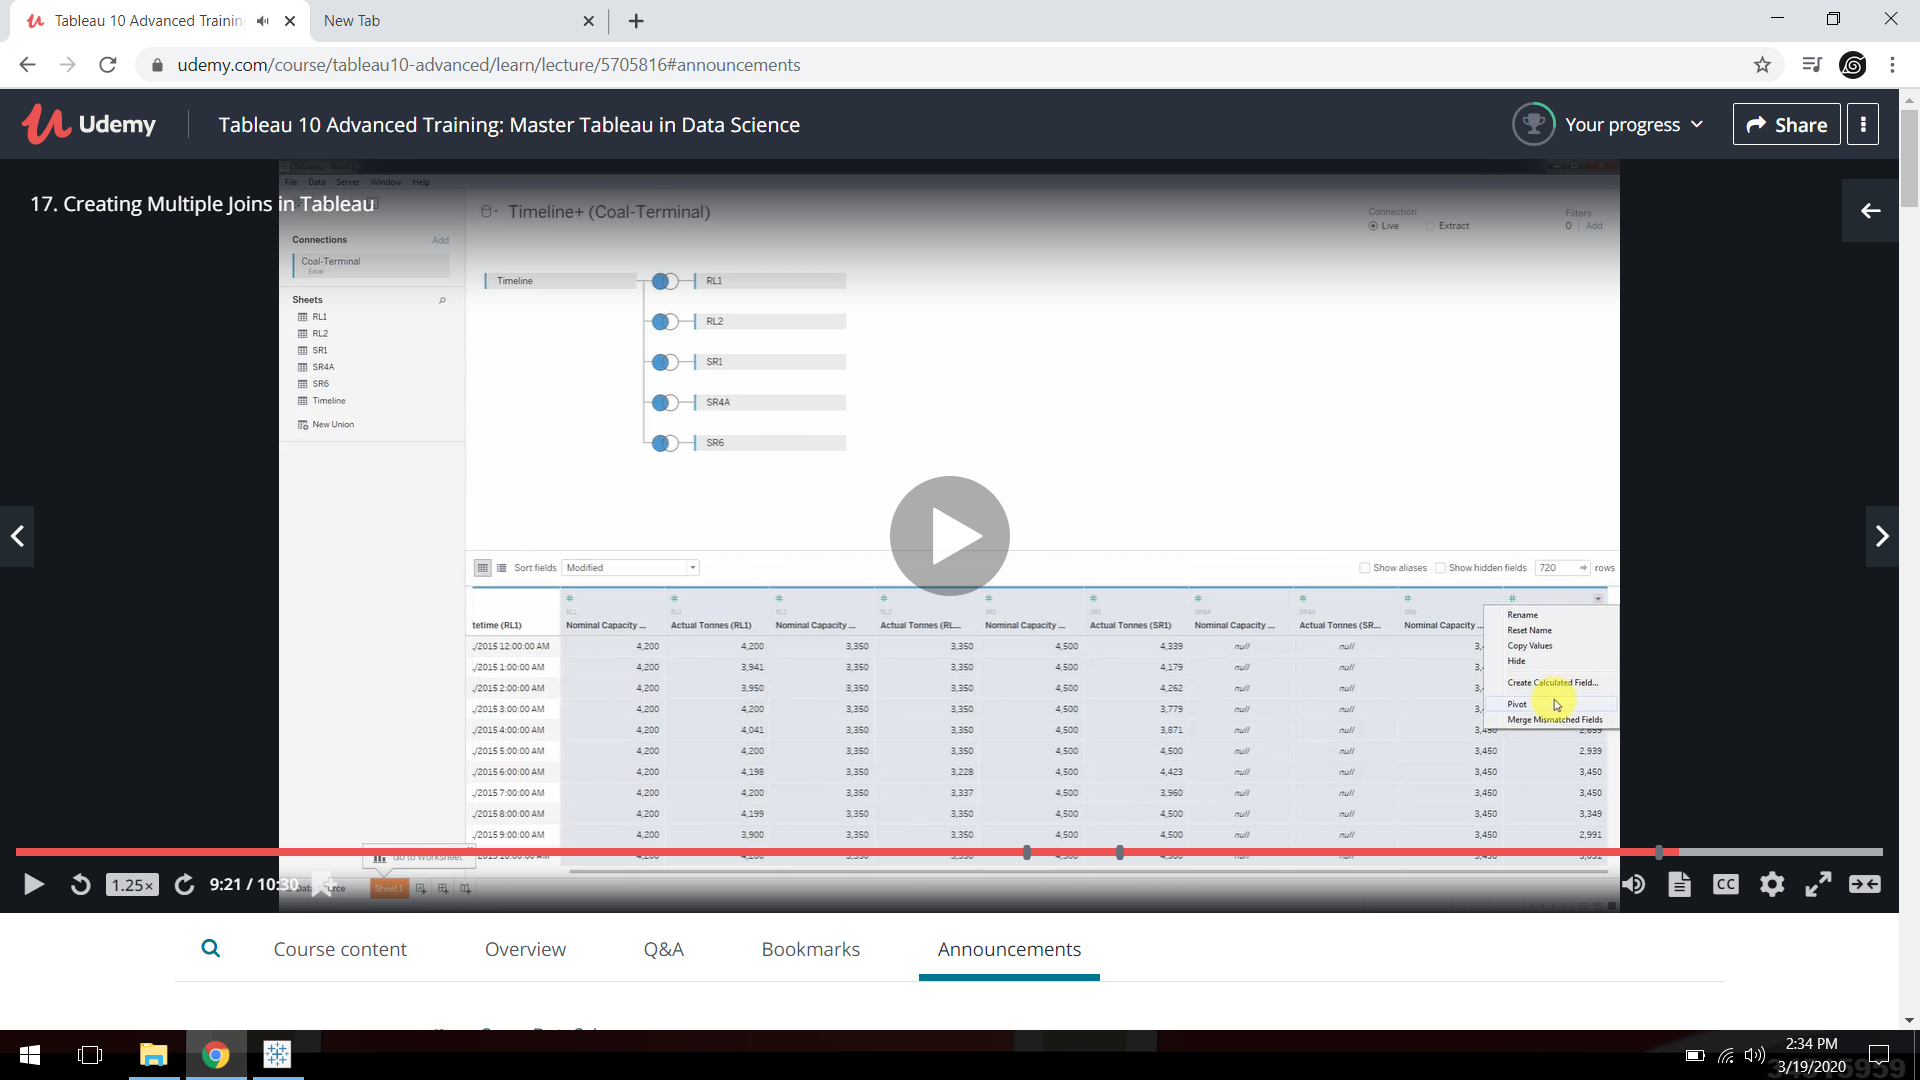 Tableau 10 Advanced Trainin
New Tab
udemy.com/course/tableau10-advanced/learn/lecture/5705816#announcements
Udemy
Tableau 10 Advanced Training: Master Tableau in Data Science
Your progress
Share
File Data Server Window Help
17. Creating Multiple Joins in Tableau
Timeline+ (Coal-Terminal)
Connection
Live
Extract
Filters
0 Add
Connections Add
Coal-Terminal
Excel
Sheets
RL1
RL2
SR1
SR4A
SR6
Timeline
New Union
Timeline
RL1
RL2
SR1
SR4A
SR6
Sort fields Modified
Show aliases
Show hidden fields
720 rows
RL1 RL1 RL2 RL2 SR1 SR1 SR4A SR4A SR6
tetime (RL1) Nominal Capacity ... Actual Tonnes (RL1) Nominal Capacity ... Actual Tonnes (RL... Nominal Capacity ... Actual Tonnes (SR1) Nominal Capacity ... Actual Tonnes (SR... Nominal Capacity ...
./2015 12:00:00 AM 4,200 4,200 3,350 3,350 4,500 4,339 null null 3,
./2015 1:00:00 AM 4,200 3,941 3,350 3,350 4,500 4,179 null null 3,
./2015 2:00:00 AM 4,200 3,950 3,350 3,350 4,500 4,262 null null 3,
./2015 3:00:00 AM 4,200 4,200 3,350 3,350 4,500 3,779 null null 3,
./2015 4:00:00 AM 4,200 4,041 3,350 3,350 4,500 3,871 null null 3,450 2,859
./2015 5:00:00 AM 4,200 4,200 3,350 3,350 4,500 4,500 null null 3,450 2,939
./2015 6:00:00 AM 4,200 4,198 3,350 3,228 4,500 4,423 null null 3,450 3,450
./2015 7:00:00 AM 4,200 4,200 3,350 3,337 4,500 3,960 null null 3,450 3,450
./2015 8:00:00 AM 4,200 4,199 3,350 3,350 4,500 4,500 null null 3,450 3,349
./2015 9:00:00 AM 4,200 3,900 3,350 3,350 4,500 4,500 null null 3,450 2,991
Rename
Reset Name
Copy Values
Hide
Create Calculated Field...
Pivot
Merge Mismatched Fields
Go to Worksheet
1.25×
9:21 / 10:30
Sheet 1
CC
Course content
Overview
Q&A
Bookmarks
Announcements
2:34 PM
3/19/2020